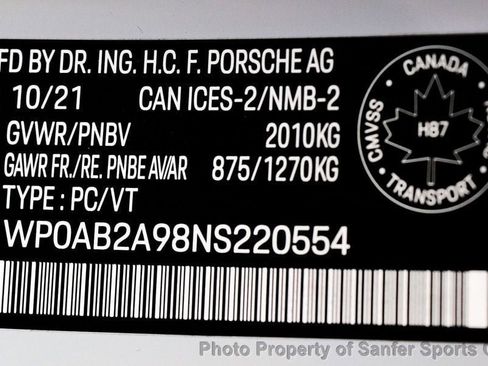 FD BY DR. ING. H.C. F. PORSCHE AG
10/21 CAN ICES-2/NMB-2
GVWR/PNBV 2010KG
GAWR FR./RE. PNBE AV/AR 875/1270KG
TYPE : PC/VT
WP0AB2A98NS220554
CANADA
CMVSS
H87
TRANSPORT
Photo Property of Sanfer Sports C